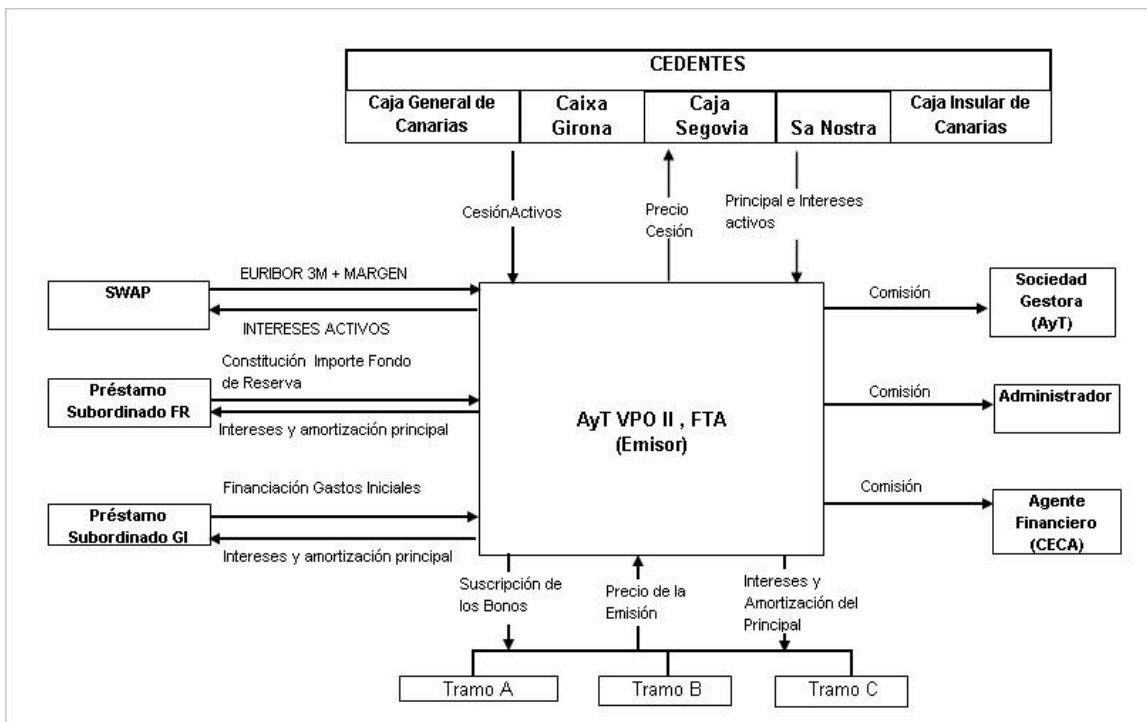 CEDENTES
Caja General de
Canarias
Caixa
Girona
Caja
Segovia
Sa Nostra
Caja Insular de
Canarias
CesiónActivos
Precio
Cesión
Principal e Intereses
activos
SWAP
EURIBOR 3M + MARGEN
INTERESES ACTIVOS
Préstamo
Subordinado FR
Constitución Importe Fondo
de Reserva
Intereses y amortización principal
Préstamo
Subordinado GI
Financiación Gastos Iniciales
Intereses y amortización principal
AyT VPO II , FTA
(Emisor)
Comisión
Sociedad
Gestora
(AyT)
Comisión
Administrador
Comisión
Agente
Financiero
(CECA)
Suscripción de
los Bonos
Precio de la
Emisión
Intereses y
Amortización del
Principal
Tramo A
Tramo B
Tramo C